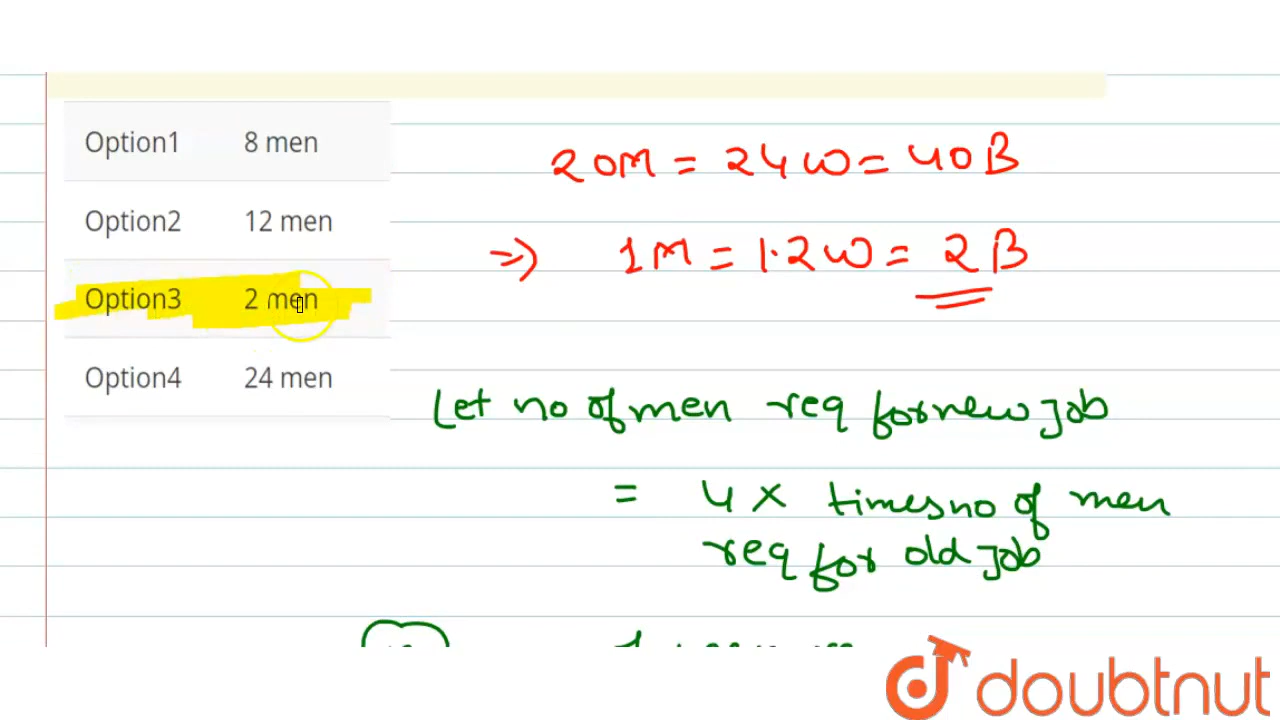 Option1 8 men
Option2 12 men
Option3 2 men
Option4 24 men
20M = 24W = 40B
=> 1M = 1.2W = 2B
Let no of men req for new job
= 4 × times no of men
req for old job
doubtnut